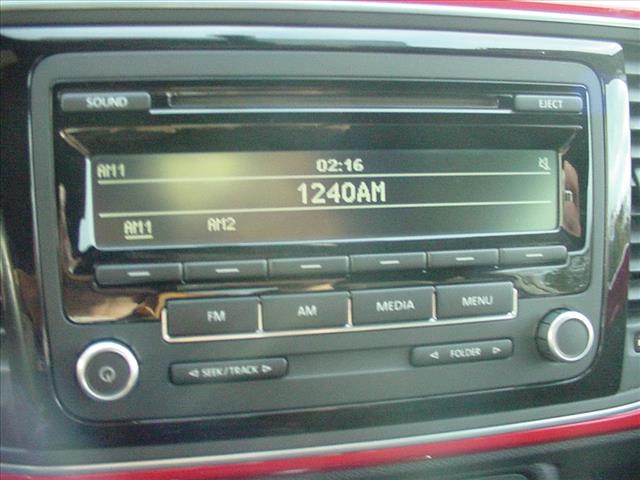 SOUND EJECT
AM1 02:16
1240AM
AM1 AM2
FM AM MEDIA MENU
SEEK/TRACK FOLDER